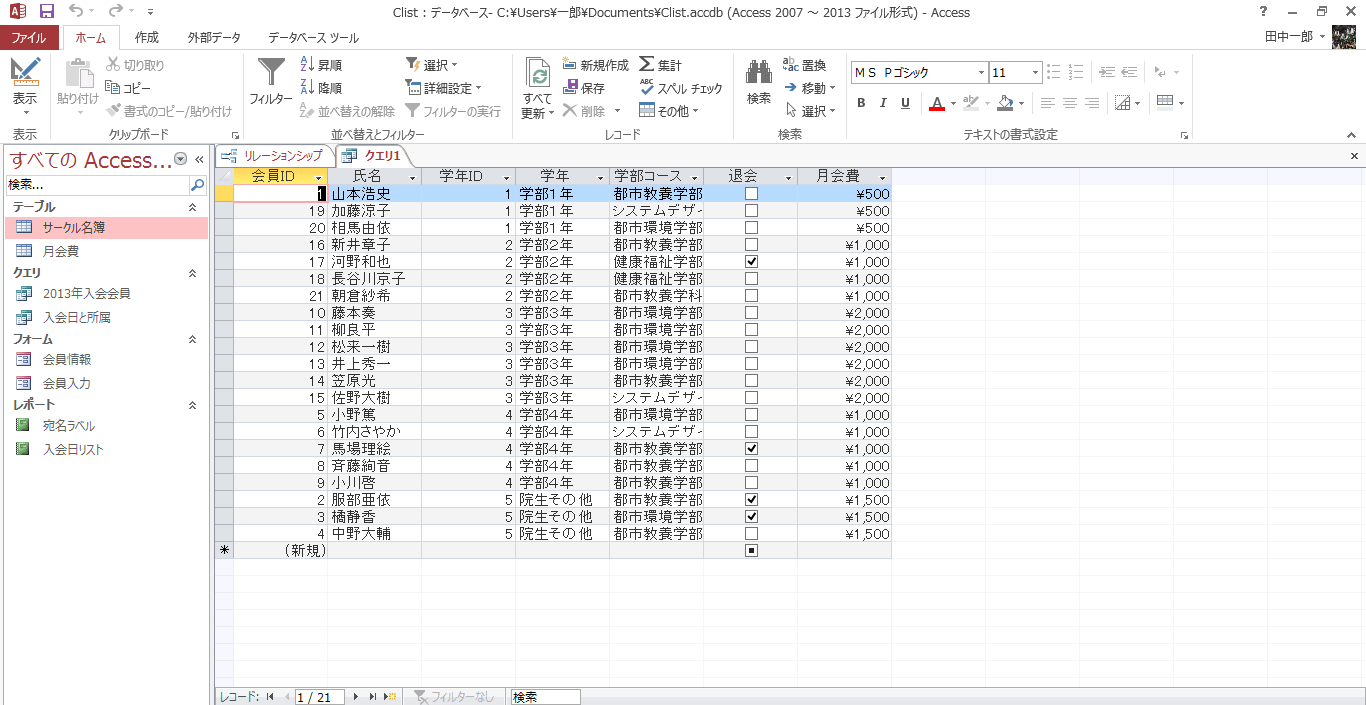 Clist : データベース- C:¥Users¥一郎¥Documents¥Clist.accdb (Access 2007 ～ 2013 ファイル形式) - Access
ファイル ホーム 作成 外部データ データベース ツール 田中一郎
表示
貼り付け
切り取り
コピー
書式のコピー/貼り付け
フィルター
昇順
降順
並べ替えの解除
選択
詳細設定
フィルターの実行
すべて
更新
新規作成
保存
削除
集計
スペル チェック
その他
検索
置換
移動
選択
ＭＳ Ｐゴシック 11
B I U A
表示 クリップボード 並べ替えとフィルター レコード 検索 テキストの書式設定
すべての Access...
検索...
テーブル
サークル名簿
月会費
クエリ
2013年入会会員
入会日と所属
フォーム
会員情報
会員入力
レポート
宛名ラベル
入会日リスト
リレーションシップ クエリ1
会員ID 氏名 学年ID 学年 学部コース 退会 月会費
1 山本浩史 1 学部1年 都市教養学部 ¥500
19 加藤涼子 1 学部1年 システムデザイ ¥500
20 相馬由依 1 学部1年 都市環境学部 ¥500
16 新井章子 2 学部2年 都市教養学部 ¥1,000
17 河野和也 2 学部2年 健康福祉学部 ¥1,000
18 長谷川京子 2 学部2年 健康福祉学部 ¥1,000
21 朝倉紗希 2 学部2年 都市教養学科 ¥1,000
10 藤本奏 3 学部3年 都市環境学部 ¥2,000
11 柳良平 3 学部3年 都市環境学部 ¥2,000
12 松来一樹 3 学部3年 都市環境学部 ¥2,000
13 井上秀一 3 学部3年 都市環境学部 ¥2,000
14 笠原光 3 学部3年 都市教養学部 ¥2,000
15 佐野大樹 3 学部3年 システムデザイ ¥2,000
5 小野篤 4 学部4年 都市環境学部 ¥1,000
6 竹内さやか 4 学部4年 システムデザイ ¥1,000
7 馬場理絵 4 学部4年 都市教養学部 ¥1,000
8 斉藤絢音 4 学部4年 都市教養学部 ¥1,000
9 小川啓 4 学部4年 都市教養学部 ¥1,000
2 服部亜依 5 院生その他 都市教養学部 ¥1,500
3 橘静香 5 院生その他 都市環境学部 ¥1,500
4 中野大輔 5 院生その他 都市教養学部 ¥1,500
* (新規)
レコード: 1 / 21 フィルターなし 検索